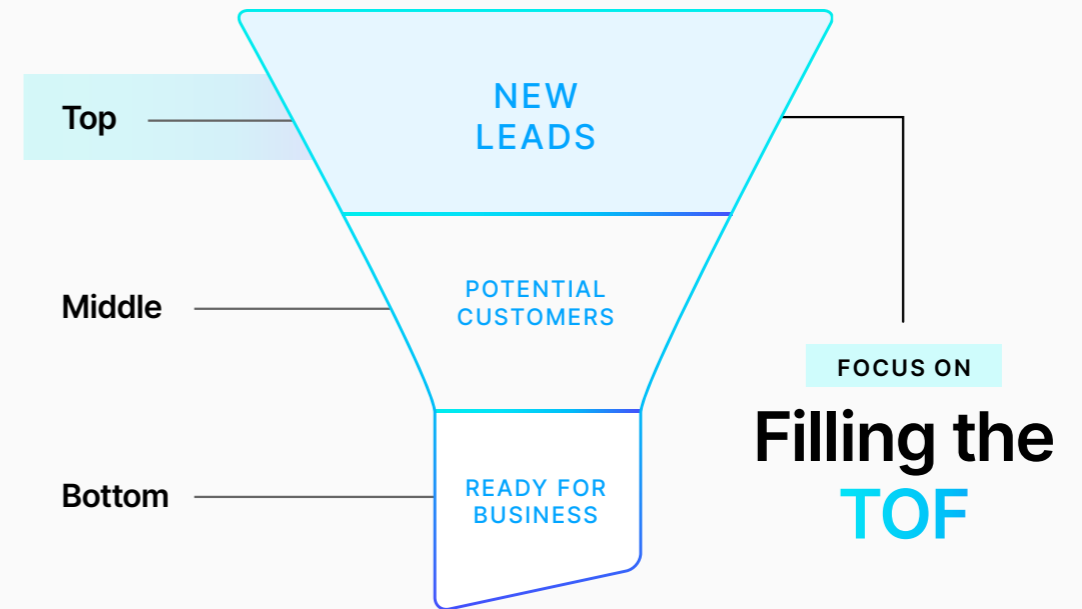 Top
NEW
LEADS
Middle
POTENTIAL
CUSTOMERS
Bottom
READY FOR
BUSINESS
FOCUS ON
Filling the
TOF